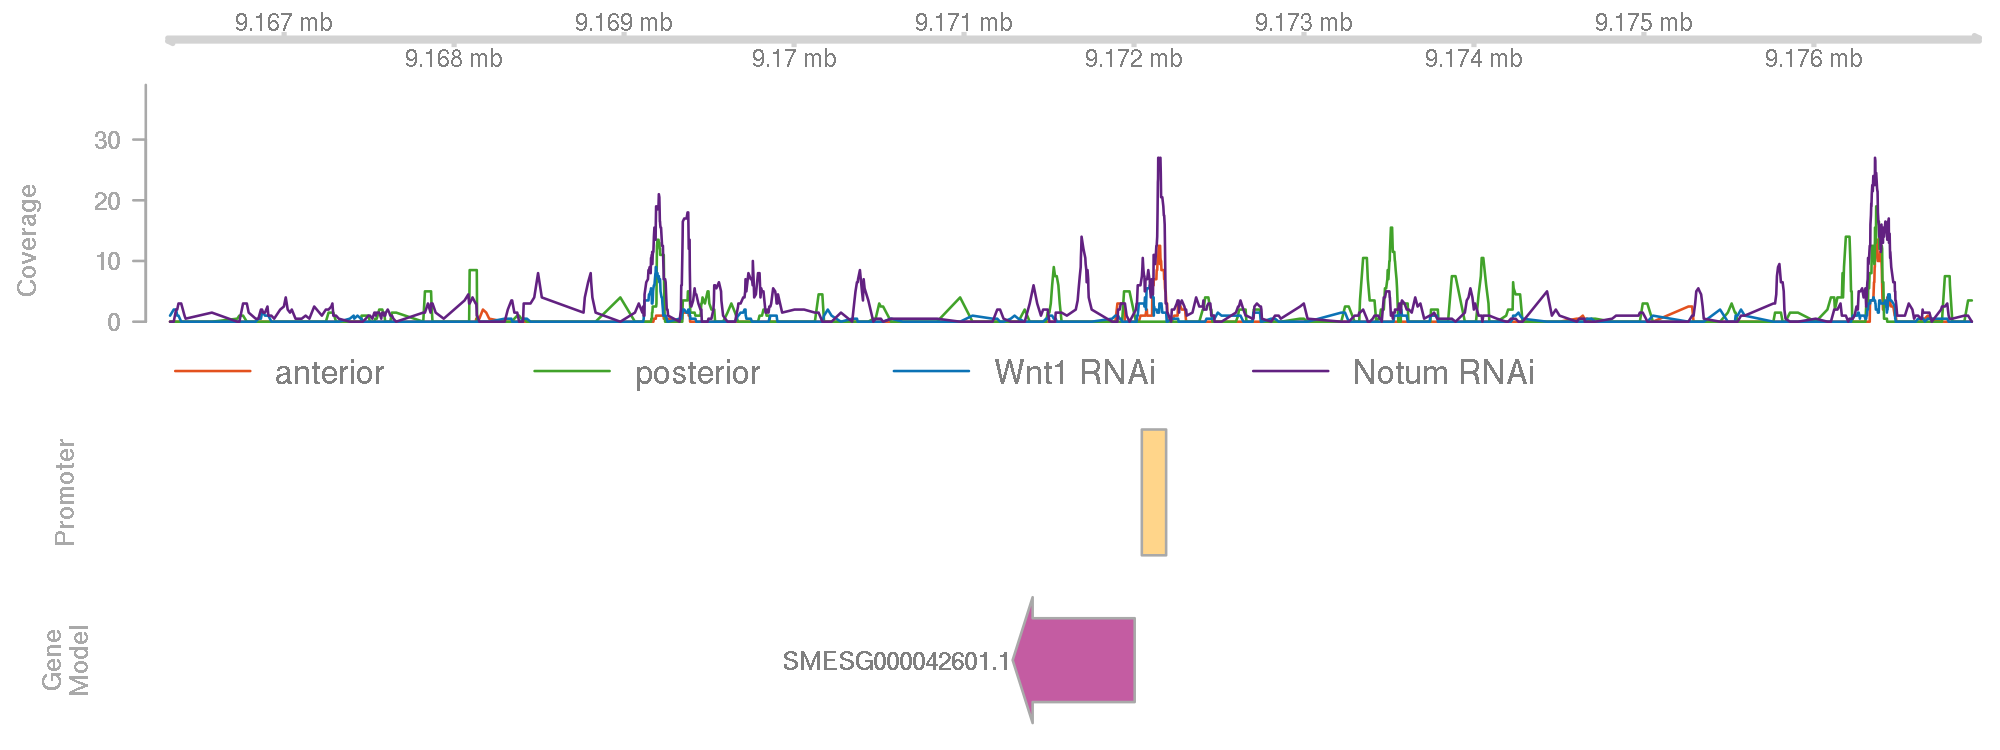 9.167 mb 9.169 mb 9.171 mb 9.173 mb 9.175 mb
9.168 mb 9.17 mb 9.172 mb 9.174 mb 9.176 mb
Coverage
30
20
10
0
anterior posterior Wnt1 RNAi Notum RNAi
Promoter
Gene
Model
SMESG000042601.1